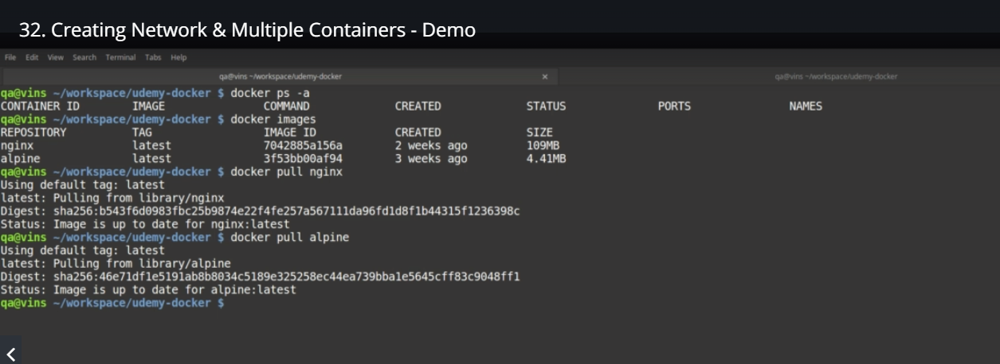 32. Creating Network & Multiple Containers - Demo
File Edit View Search Terminal Tabs Help
qa@vins ~/workspace/udemy-docker × qa@vins ~/workspace/udemy-docker
qa@vins ~/workspace/udemy-docker $ docker ps -a
CONTAINER ID IMAGE COMMAND CREATED STATUS PORTS NAMES
qa@vins ~/workspace/udemy-docker $ docker images
REPOSITORY TAG IMAGE ID CREATED SIZE
nginx latest 7042885a156a 2 weeks ago 109MB
alpine latest 3f53bb00af94 3 weeks ago 4.41MB
qa@vins ~/workspace/udemy-docker $ docker pull nginx
Using default tag: latest
latest: Pulling from library/nginx
Digest: sha256:b543f6d0983fbc25b9874e22f4fe257a567111da96fd1d8f1b44315f1236398c
Status: Image is up to date for nginx:latest
qa@vins ~/workspace/udemy-docker $ docker pull alpine
Using default tag: latest
latest: Pulling from library/alpine
Digest: sha256:46e71df1e5191ab8b8034c5189e325258ec44ea739bba1e5645cff83c9048ff1
Status: Image is up to date for alpine:latest
qa@vins ~/workspace/udemy-docker $